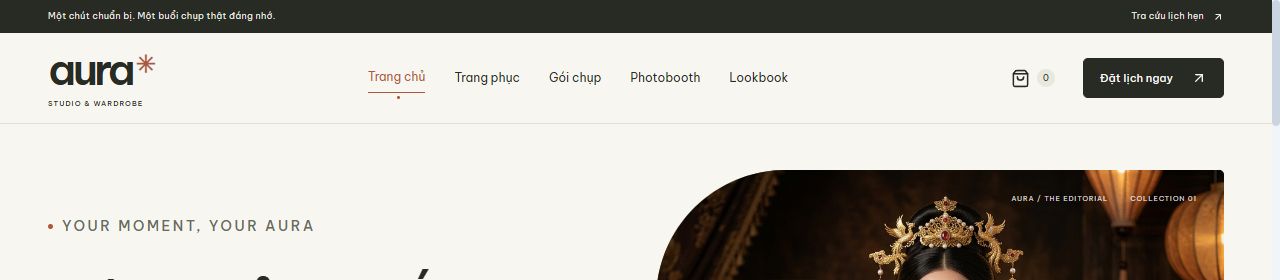 Một chút chuẩn bị. Một buổi chụp thật đáng nhớ.
Tra cứu lịch hẹn
aura
STUDIO & WARDROBE
Trang chủ
Trang phục
Gói chụp
Photobooth
Lookbook
0
Đặt lịch ngay
AURA / THE EDITORIAL
COLLECTION 01
YOUR MOMENT, YOUR AURA